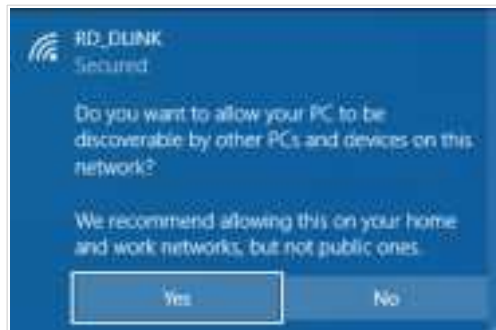 RD_DLINK
Secured
Do you want to allow your PC to be
discoverable by other PCs and devices on this
network?
We recommend allowing this on your home
and work networks, but not public ones.
Yes
No